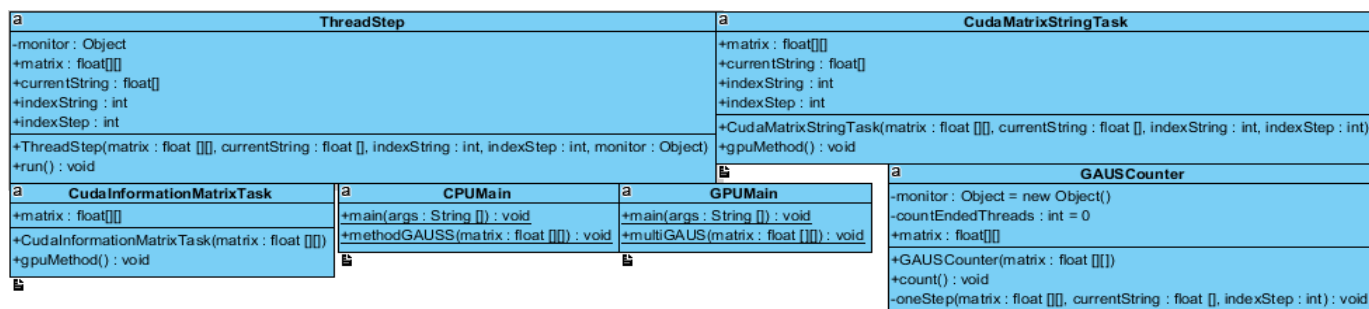 a
ThreadStep
-monitor : Object
+matrix : float[][]
+currentString : float[]
+indexString : int
+indexStep : int
+ThreadStep(matrix : float [][], currentString : float [], indexString : int, indexStep : int, monitor : Object)
+run() : void
a
CudaMatrixStringTask
+matrix : float[][]
+currentString : float[]
+indexString : int
+indexStep : int
+CudaMatrixStringTask(matrix : float [][], currentString : float [], indexString : int, indexStep : int)
+gpuMethod() : void
a
CudaInformationMatrixTask
+matrix : float[][]
+CudaInformationMatrixTask(matrix : float [][])
+gpuMethod() : void
a
CPUMain
+main(args : String []) : void
+methodGAUSS(matrix : float [][]) : void
a
GPUMain
+main(args : String []) : void
+multiGAUS(matrix : float [][]) : void
a
GAUSCounter
-monitor : Object = new Object()
-countEndedThreads : int = 0
+matrix : float[][]
+GAUSCounter(matrix : float [][])
+count() : void
-oneStep(matrix : float [][], currentString : float [], indexStep : int) : void